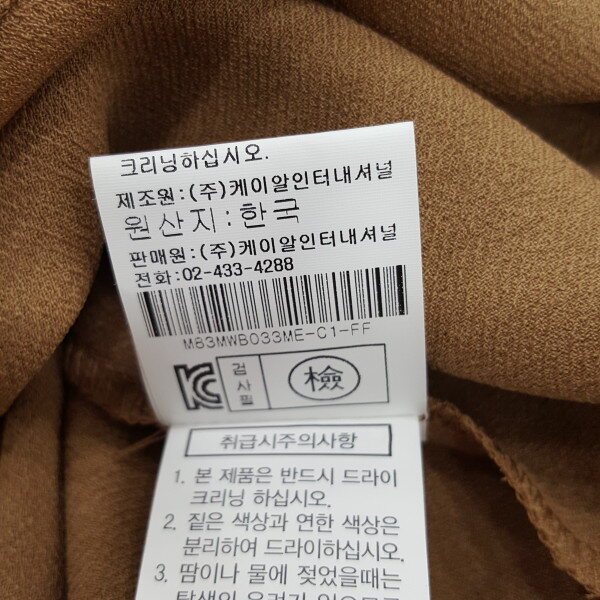 크리닝하십시오.
제조원:(주)케이알인터내셔널
원산지:한국
판매원:(주)케이알인터내셔널
전화:02-433-4288
M83MWB033ME-C1-FF
KC 검사필 檢
취급시주의사항
1. 본 제품은 반드시 드라이
크리닝 하십시오.
2. 짙은 색상과 연한 색상은
분리하여 드라이하십시오.
3. 땀이나 물에 젖었을때는